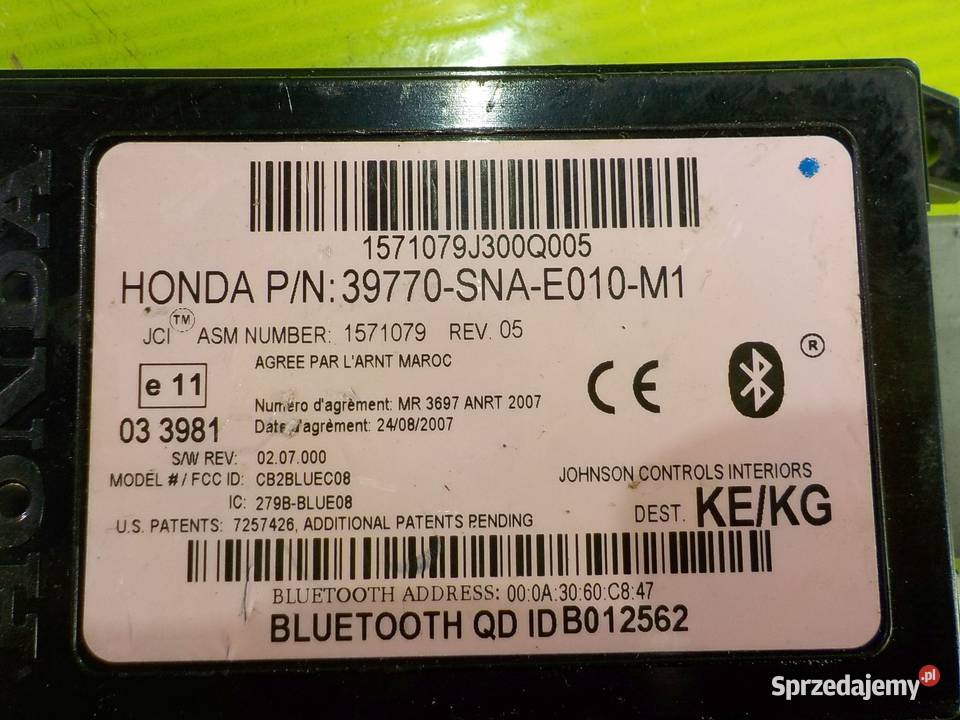 HONDA
1571079J300Q005
HONDA P/N: 39770-SNA-E010-M1
JCI™ ASM NUMBER: 1571079 REV. 05
AGREE PAR L'ARNT MAROC
®
e 11
Numéro d'agrèment: MR 3697 ANRT 2007
03 3981
Date d'agrèment: 24/08/2007
S/W REV: 02.07.000
MODEL # / FCC ID: CB2BLUEC08
JOHNSON CONTROLS INTERIORS
IC: 279B-BLUE08
DEST. KE/KG
U.S. PATENTS: 7257426, ADDITIONAL PATENTS PENDING
BLUETOOTH ADDRESS: 00:0A:30:60:C8:47
BLUETOOTH QD ID B012562
Sprzedajemy.pl